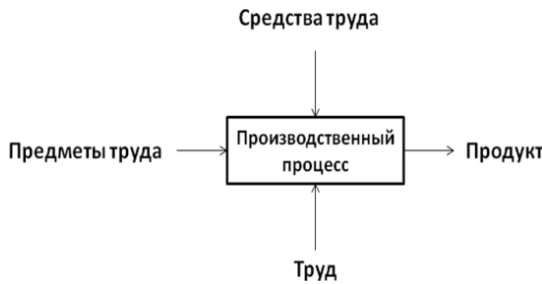 Средства труда
Предметы труда
Производственный
процесс
Продукт
Труд